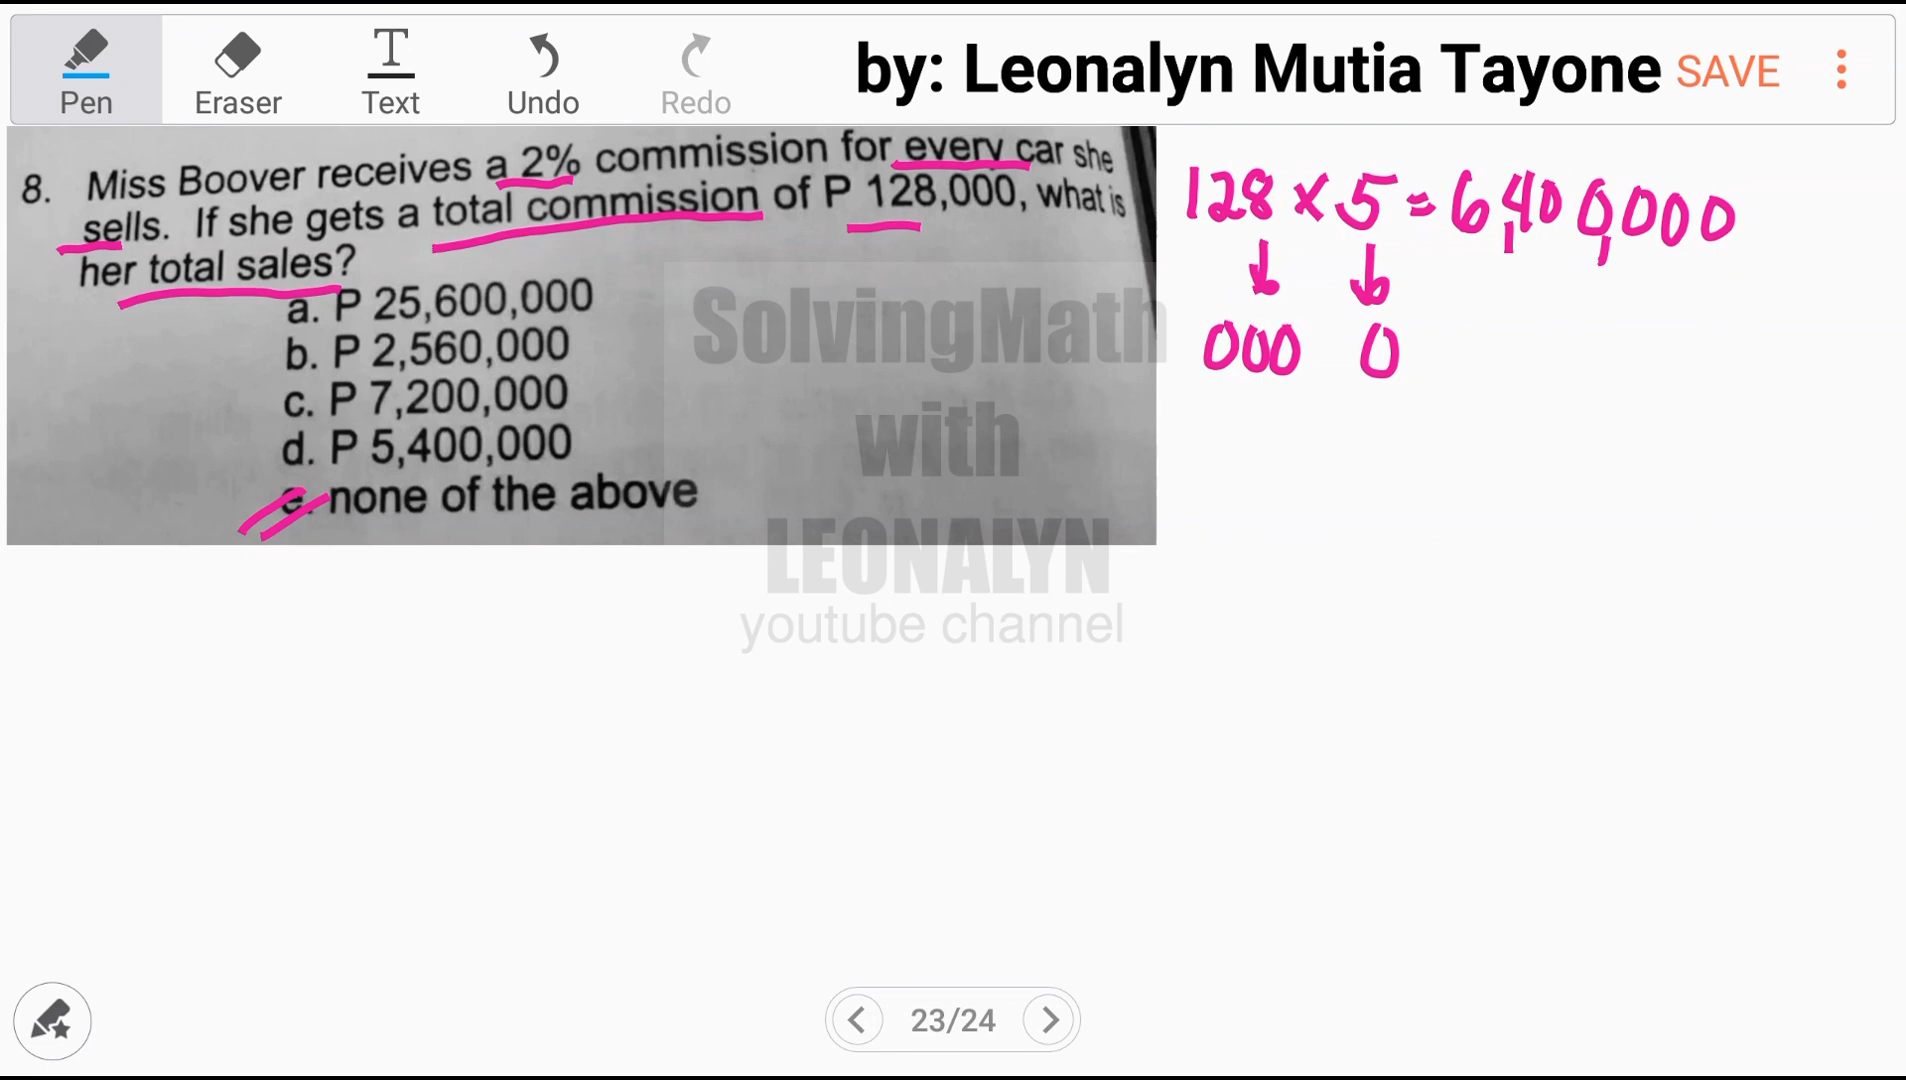 by: Leonalyn Mutia Tayone
SAVE
Pen
Eraser
Text
Undo
Redo
8. Miss Boover receives a 2% commission for every car she
sells. If she gets a total commission of P 128,000, what is
her total sales?
a. P 25,600,000
b. P 2,560,000
c. P 7,200,000
d. P 5,400,000
e. none of the above
128 × 5 = 6,400,000
000 0
SolvingMath
with
LEONALYN
youtube channel
23/24